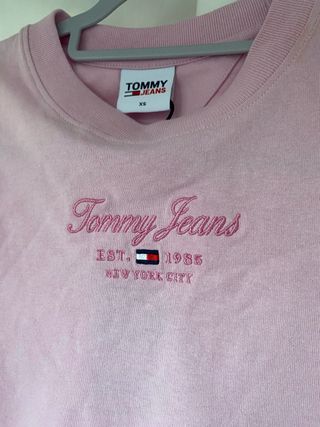 TOMMY
JEANS
XS
Tommy Jeans
EST. 1985
NEW YORK CITY